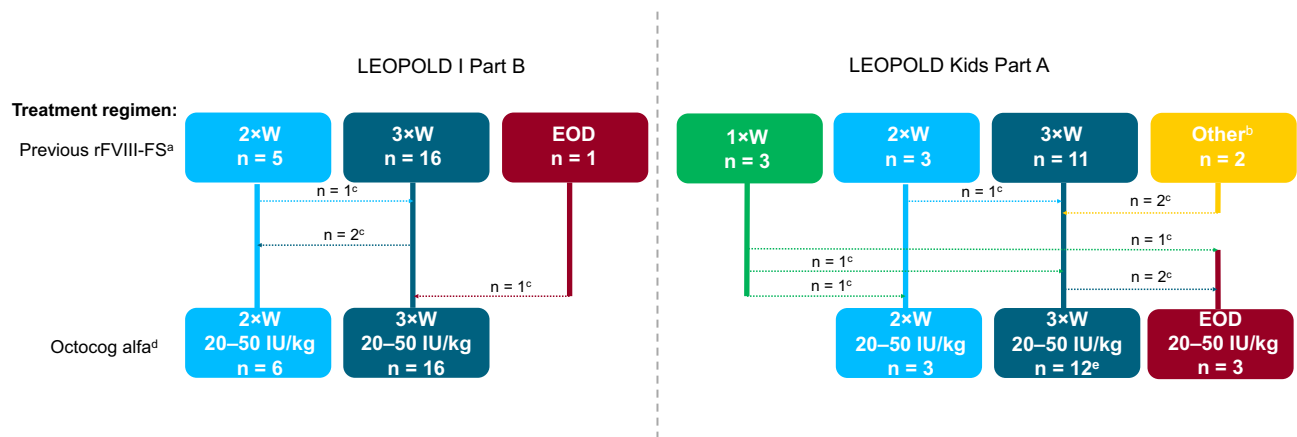 LEOPOLD I Part B
LEOPOLD Kids Part A
Treatment regimen:
Previous rFVIII-FSᵃ
2×W
n = 5
3×W
n = 16
EOD
n = 1
1×W
n = 3
2×W
n = 3
3×W
n = 11
Otherᵇ
n = 2
n = 1ᶜ
n = 2ᶜ
n = 1ᶜ
n = 1ᶜ
n = 2ᶜ
n = 1ᶜ
n = 1ᶜ
n = 2ᶜ
n = 1ᶜ
Octocog alfaᵈ
2×W
20–50 IU/kg
n = 6
3×W
20–50 IU/kg
n = 16
2×W
20–50 IU/kg
n = 3
3×W
20–50 IU/kg
n = 12ᵉ
EOD
20–50 IU/kg
n = 3